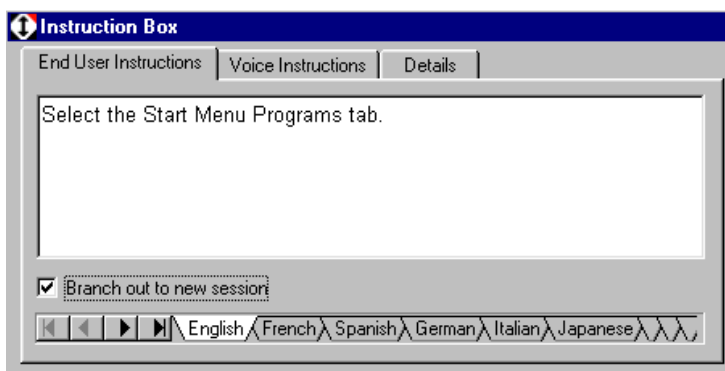 Instruction Box
End User Instructions Voice Instructions Details
Select the Start Menu Programs tab.
Branch out to new session
English French Spanish German Italian Japanese